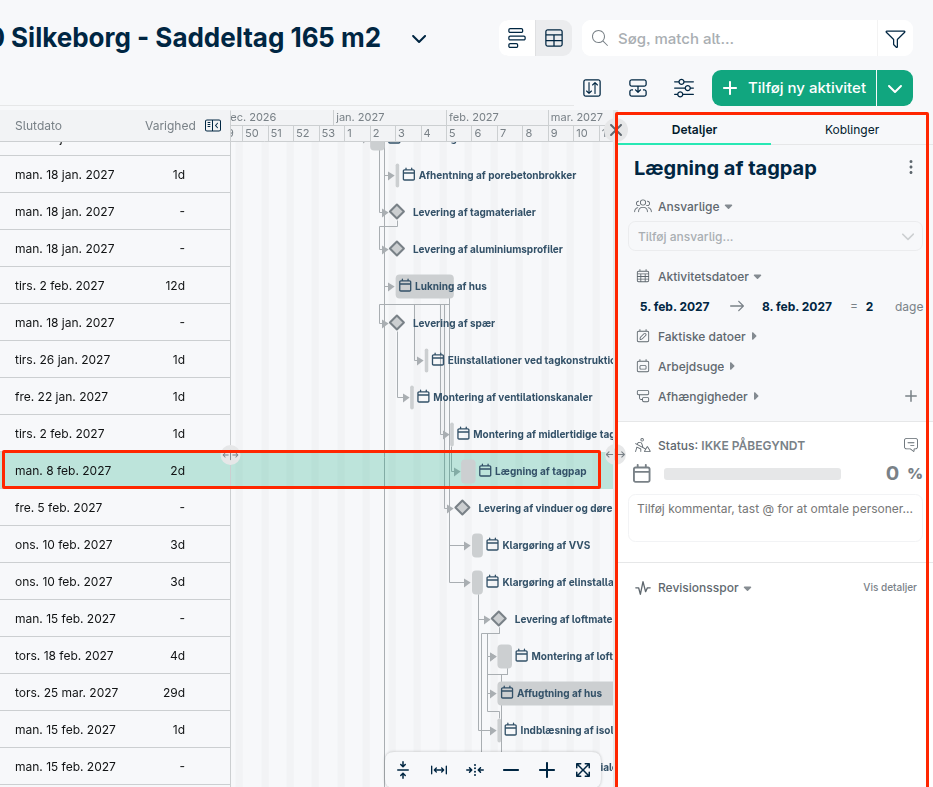 Silkeborg - Saddeltag 165 m2
Søg, match alt...
Tilføj ny aktivitet
Slutdato Varighed
ec. 2026 jan. 2027 feb. 2027 mar. 2027
50 51 52 53 1 2 3 4 5 6 7 8 9 10
man. 18 jan. 2027 1d Afhentning af porebetonbrokker
man. 18 jan. 2027 - Levering af tagmaterialer
man. 18 jan. 2027 - Levering af aluminiumsprofiler
tirs. 2 feb. 2027 12d Lukning af hus
man. 18 jan. 2027 - Levering af spær
tirs. 26 jan. 2027 1d Elinstallationer ved tagkonstruktio
fre. 22 jan. 2027 1d Montering af ventilationskanaler
tirs. 2 feb. 2027 1d Montering af midlertidige tag
man. 8 feb. 2027 2d Lægning af tagpap
fre. 5 feb. 2027 - Levering af vinduer og døre
ons. 10 feb. 2027 3d Klargøring af VVS
ons. 10 feb. 2027 3d Klargøring af elinstalla
man. 15 feb. 2027 - Levering af loftmate
tors. 18 feb. 2027 4d Montering af loft
tors. 25 mar. 2027 29d Affugtning af hus
man. 15 feb. 2027 1d Indblæsning af isol
man. 15 feb. 2027 -
Detaljer Koblinger
Lægning af tagpap
Ansvarlige
Tilføj ansvarlig...
Aktivitetsdatoer
5. feb. 2027 → 8. feb. 2027 = 2 dage
Faktiske datoer
Arbejdsuge
Afhængigheder
Status: IKKE PÅBEGYNDT
0 %
Tilføj kommentar, tast @ for at omtale personer...
Revisionsspor Vis detaljer